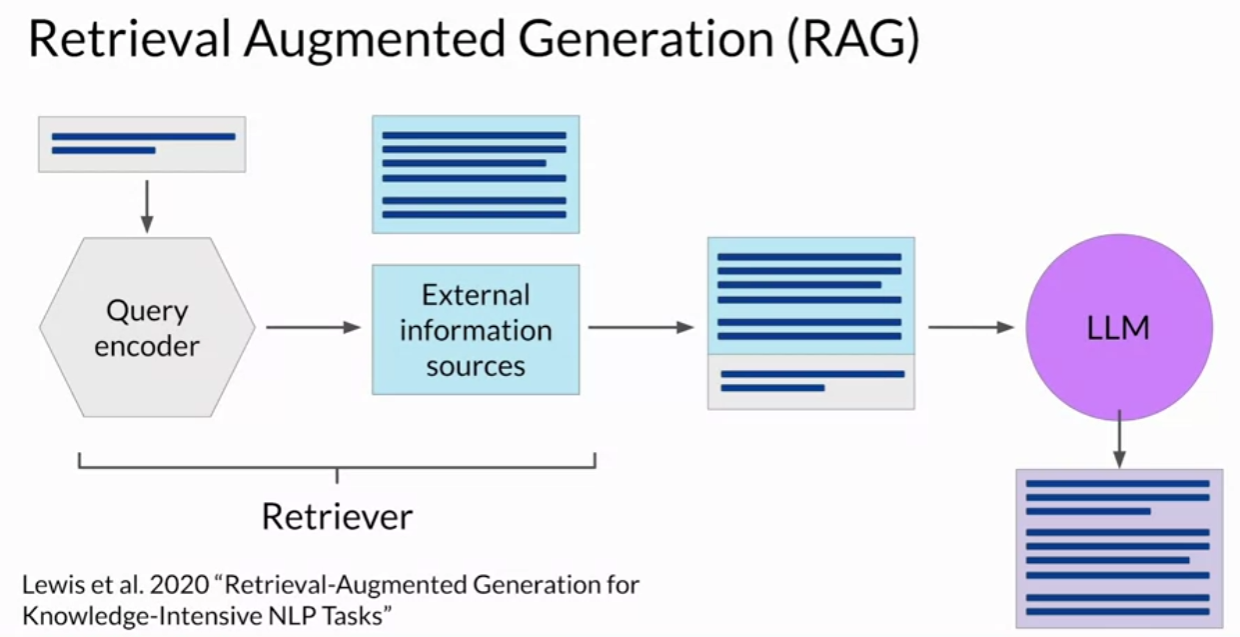 Retrieval Augmented Generation (RAG)
Query
encoder
External
information
sources
LLM
Retriever
Lewis et al. 2020 “Retrieval-Augmented Generation for
Knowledge-Intensive NLP Tasks”